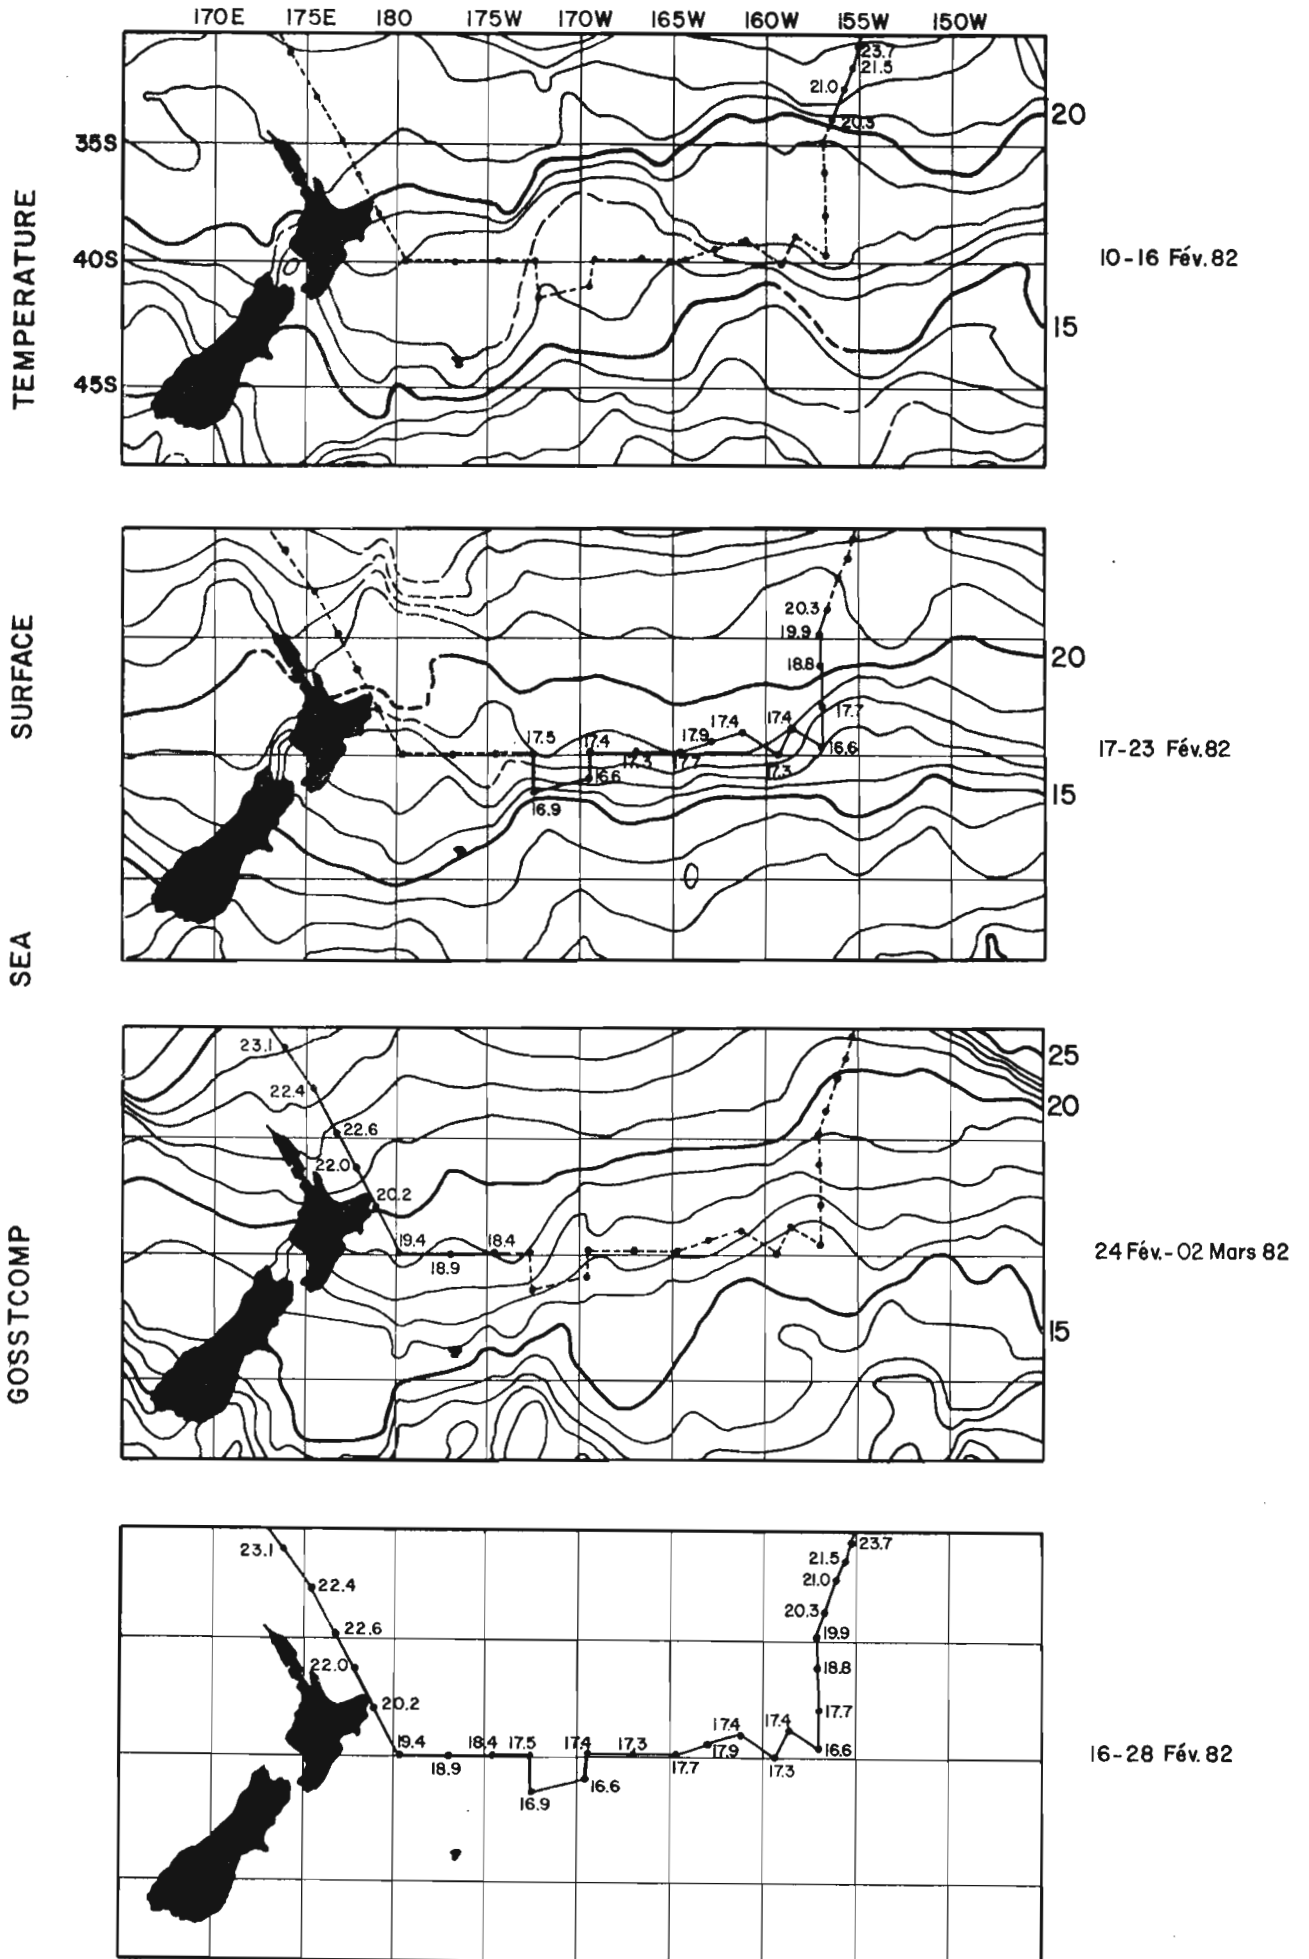 170E 175E 180 175W 170W 165W 160W 155W 150W
23.7
21.5
21.0
20.3
20
35S
40S
15
45S
10-16 Fév. 82
20.3
19.9
18.8
20
17.7
17.5 17.4 17.3 17.7 17.9 17.4 17.4 17.3 16.6
16.6
16.9
15
17-23 Fév. 82
23.1
22.4
22.6
22.0
20.2
19.4 18.9 18.4
25
20
15
24 Fév.-02 Mars 82
23.1
22.4
22.6
22.0
20.2
19.4 18.9 18.4 17.5 17.4 17.3 17.7 17.9 17.4 17.4 17.3 16.6
16.9 16.6
23.7
21.5
21.0
20.3
19.9
18.8
17.7
16-28 Fév. 82
GOSSTCOMP SEA SURFACE TEMPERATURE